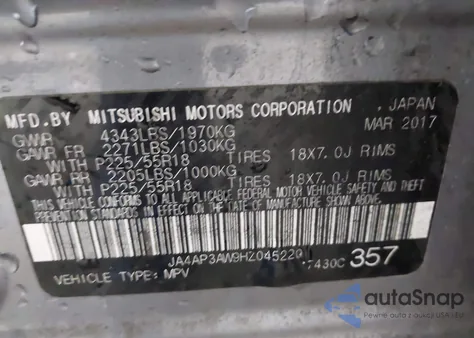 MFD.BY MITSUBISHI MOTORS CORPORATION. JAPAN
GVWR 4343LBS/1970KG MAR 2017
GAWR FR 2271LBS/1030KG
WITH P225/55R18 TIRES 18X7.0J RIMS
GAWR RR 2205LBS/1000KG
WITH P225/55R18 TIRES 18X7.0J RIMS
THIS VEHICLE CONFORMS TO ALL APPLICABLE
FEDERAL MOTOR VEHICLE SAFETY AND THEFT
PREVENTION STANDARDS IN EFFECT ON THE DATE
OF MANUFACTURE SHOWN ABOVE.
JA4AP3AW9HZ045220
VEHICLE TYPE: MPV 7430C 357
autoSnap